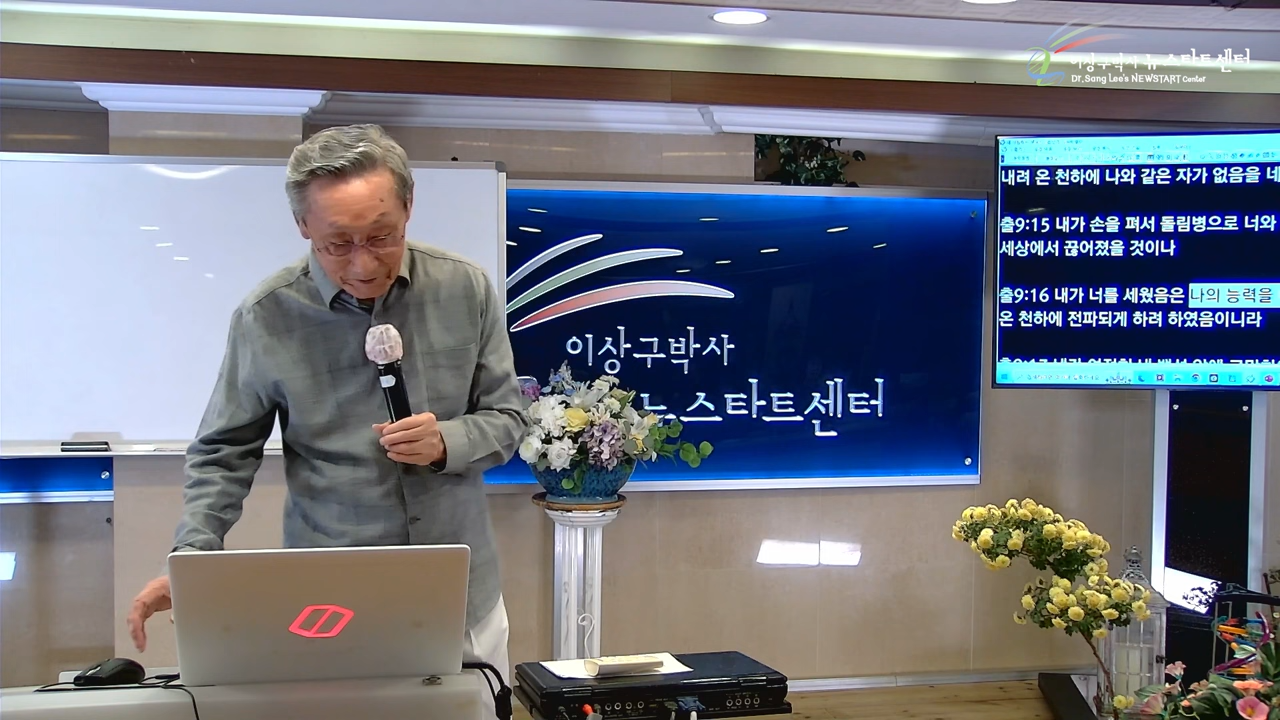 이상구박사 뉴스타트센터
Dr. Sang Lee's NEWSTART Center
내려 온 천하에 나와 같은 자가 없음을 네
출9:15 내가 손을 펴서 돌림병으로 너와
세상에서 끊어졌을 것이나
출9:16 내가 너를 세웠음은 나의 능력을
온 천하에 전파되게 하려 하였음이니라
이상구박사
뉴스타트센터